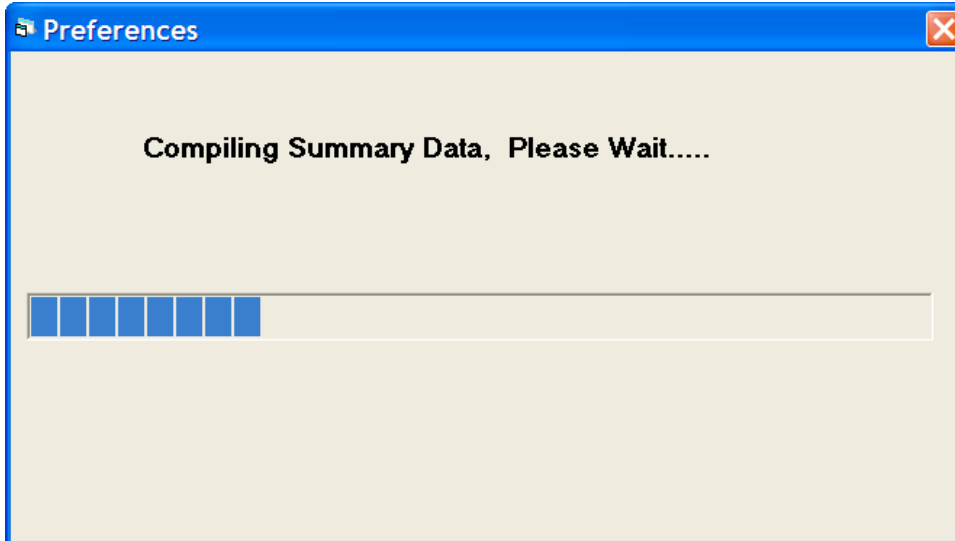 Preferences
Compiling Summary Data,  Please Wait.....